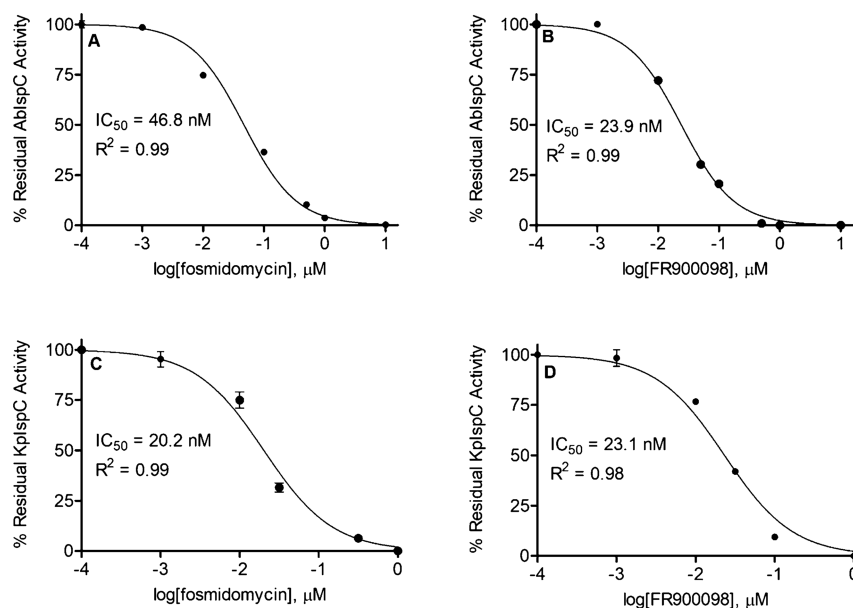 A
% Residual AbIspC Activity
100
75
50
25
0
IC50 = 46.8 nM
R2 = 0.99
-4 -3 -2 -1 0 1
log[fosmidomycin], μM
B
% Residual AbIspC Activity
100
75
50
25
0
IC50 = 23.9 nM
R2 = 0.99
-4 -3 -2 -1 0 1
log[FR900098], μM
C
% Residual KpIspC Activity
100
75
50
25
0
IC50 = 20.2 nM
R2 = 0.99
-4 -3 -2 -1 0
log[fosmidomycin], μM
D
% Residual KpIspC Activity
100
75
50
25
0
IC50 = 23.1 nM
R2 = 0.98
-4 -3 -2 -1 0
log[FR900098], μM